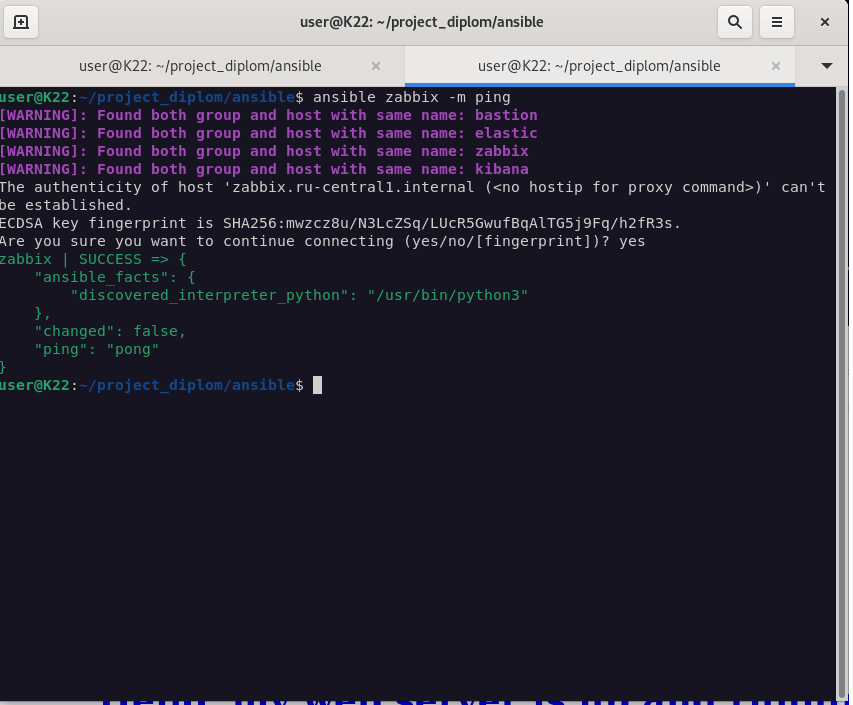 user@K22: ~/project_diplom/ansible
user@K22: ~/project_diplom/ansible
user@K22: ~/project_diplom/ansible
user@K22:~/project_diplom/ansible$ ansible zabbix -m ping
[WARNING]: Found both group and host with same name: bastion
[WARNING]: Found both group and host with same name: elastic
[WARNING]: Found both group and host with same name: zabbix
[WARNING]: Found both group and host with same name: kibana
The authenticity of host 'zabbix.ru-central1.internal (<no hostip for proxy command>)' can't
be established.
ECDSA key fingerprint is SHA256:mwzcz8u/N3LcZSq/LUcR5GwufBqAlTG5j9Fq/h2fR3s.
Are you sure you want to continue connecting (yes/no/[fingerprint])? yes
zabbix | SUCCESS => {
    "ansible_facts": {
        "discovered_interpreter_python": "/usr/bin/python3"
    },
    "changed": false,
    "ping": "pong"
}
user@K22:~/project_diplom/ansible$